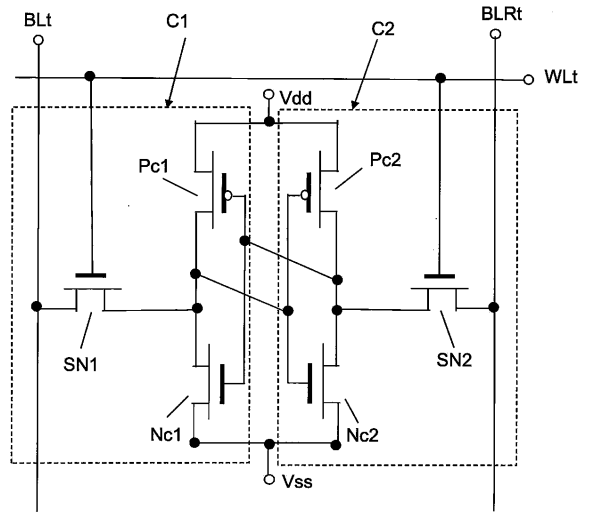 BLt
C1
C2
BLRt
WLt
Vdd
Pc1
Pc2
SN1
SN2
Nc1
Nc2
Vss